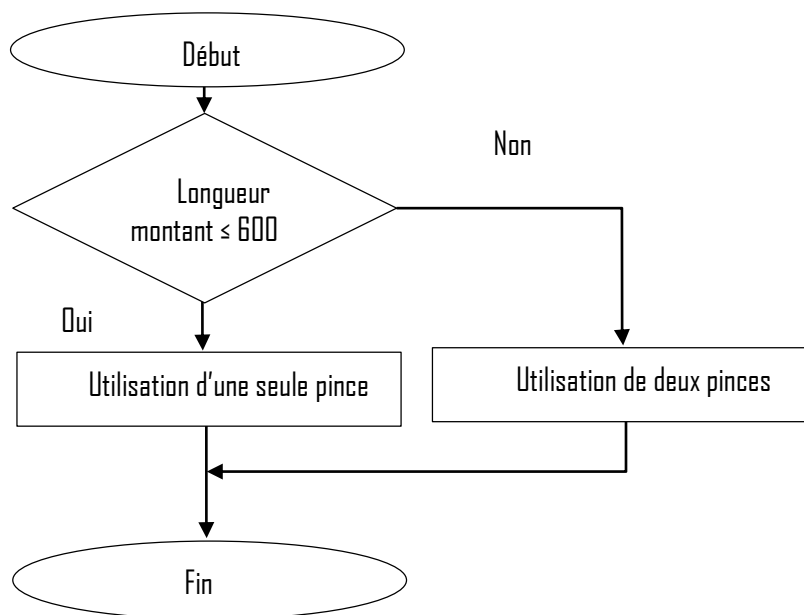 Début
Non
Longueur
montant ≤ 600
Oui
Utilisation d'une seule pince
Utilisation de deux pinces
Fin